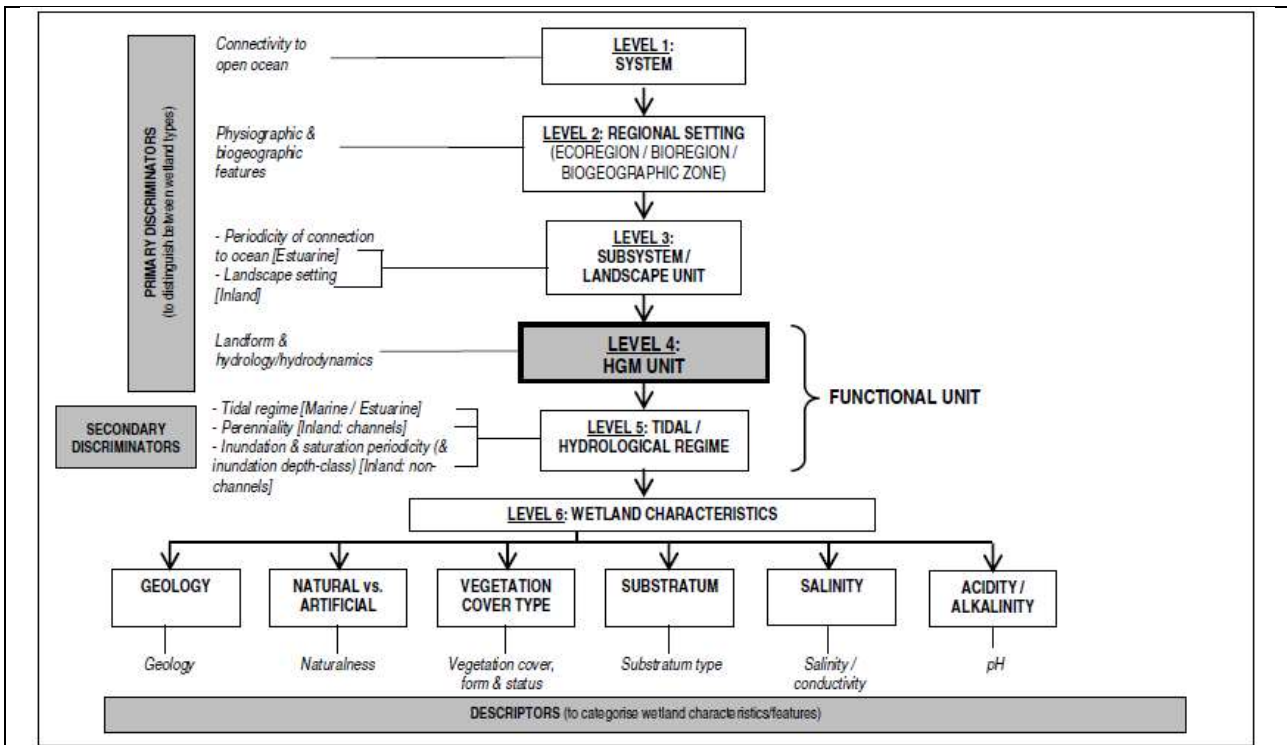 PRIMARY DISCRIMINATORS
(to distinguish between wetland types)
Connectivity to
open ocean
LEVEL 1:
SYSTEM
Physiographic &
biogeographic
features
LEVEL 2: REGIONAL SETTING
(ECOREGION / BIOREGION /
BIOGEOGRAPHIC ZONE)
- Periodicity of connection
to ocean [Estuarine]
- Landscape setting
[Inland]
LEVEL 3:
SUBSYSTEM /
LANDSCAPE UNIT
Landform &
hydrology/hydrodynamics
LEVEL 4:
HGM UNIT
FUNCTIONAL UNIT
SECONDARY
DISCRIMINATORS
- Tidal regime [Marine / Estuarine]
- Perenniality [Inland: channels]
- Inundation & saturation periodicity (&
inundation depth-class) [Inland: non-
channels]
LEVEL 5: TIDAL /
HYDROLOGICAL REGIME
LEVEL 6: WETLAND CHARACTERISTICS
GEOLOGY
NATURAL vs.
ARTIFICIAL
VEGETATION
COVER TYPE
SUBSTRATUM
SALINITY
ACIDITY /
ALKALINITY
Geology
Naturalness
Vegetation cover,
form & status
Substratum type
Salinity /
conductivity
pH
DESCRIPTORS (to categorise wetland characteristics/features)